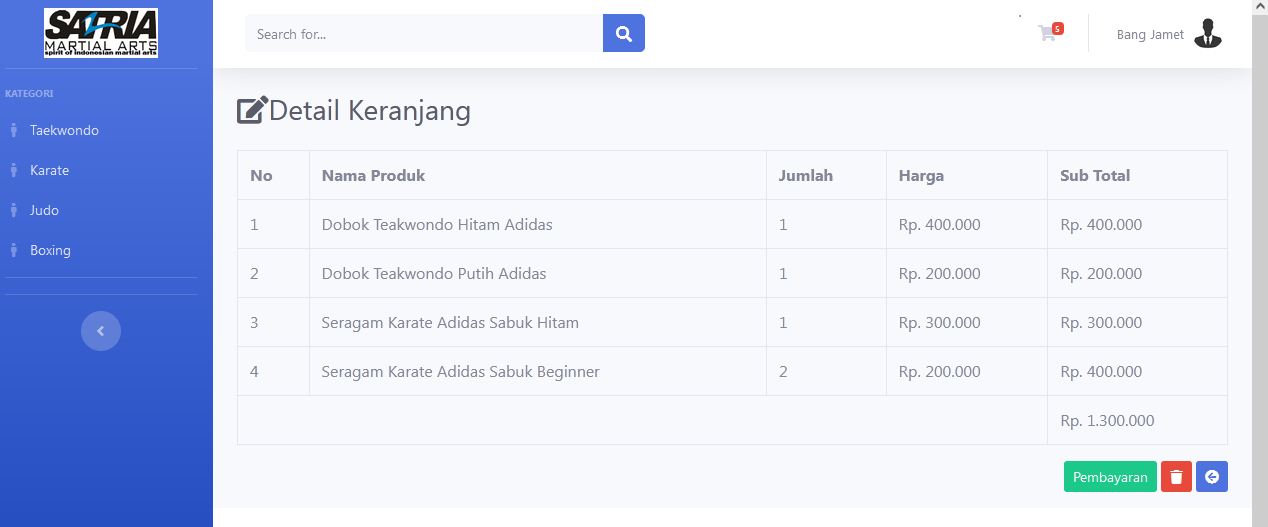 SATRIA
MARTIAL ARTS
spirit of indonesian martial arts
Search for...
5
Bang Jamet
KATEGORI
Taekwondo
Karate
Judo
Boxing
Detail Keranjang
No Nama Produk Jumlah Harga Sub Total
1 Dobok Teakwondo Hitam Adidas 1 Rp. 400.000 Rp. 400.000
2 Dobok Teakwondo Putih Adidas 1 Rp. 200.000 Rp. 200.000
3 Seragam Karate Adidas Sabuk Hitam 1 Rp. 300.000 Rp. 300.000
4 Seragam Karate Adidas Sabuk Beginner 2 Rp. 200.000 Rp. 400.000
Rp. 1.300.000
Pembayaran